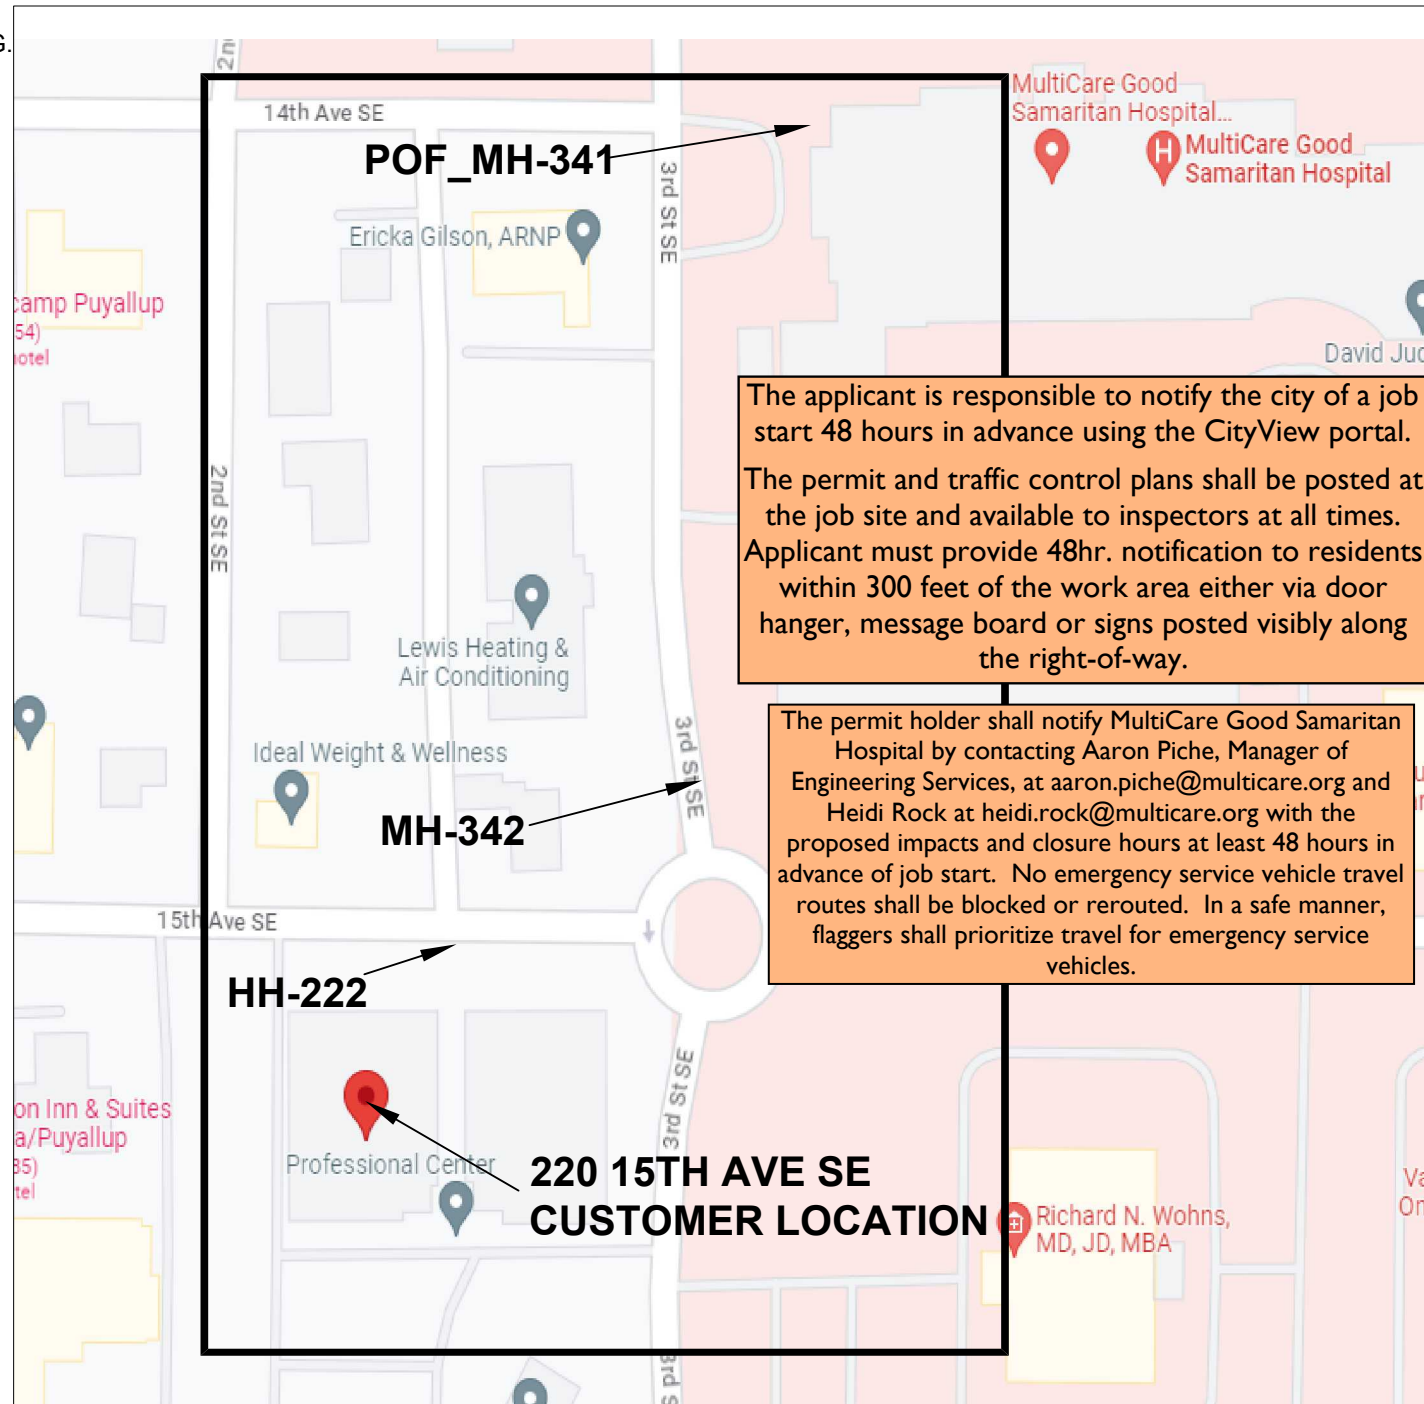 G.
2nd
14th Ave SE
MultiCare Good
Samaritan Hospital...
H MultiCare Good
Samaritan Hospital
POF_MH-341
3rd St SE
Ericka Gilson, ARNP
camp Puyallup
54)
hotel
David Jud
The applicant is responsible to notify the city of a job
start 48 hours in advance using the CityView portal.
The permit and traffic control plans shall be posted at
the job site and available to inspectors at all times.
Applicant must provide 48hr. notification to residents
within 300 feet of the work area either via door
hanger, message board or signs posted visibly along
the right-of-way.
2nd St SE
Lewis Heating &
Air Conditioning
3rd St SE
Ideal Weight & Wellness
The permit holder shall notify MultiCare Good Samaritan
Hospital by contacting Aaron Piche, Manager of
Engineering Services, at aaron.piche@multicare.org and
Heidi Rock at heidi.rock@multicare.org with the
proposed impacts and closure hours at least 48 hours in
advance of job start.  No emergency service vehicle travel
routes shall be blocked or rerouted.  In a safe manner,
flaggers shall prioritize travel for emergency service
vehicles.
MH-342
15th Ave SE
HH-222
3rd St SE
on Inn & Suites
a/Puyallup
35)
tel
Professional Center
220 15TH AVE SE
CUSTOMER LOCATION
Richard N. Wohns,
MD, JD, MBA
Va
On
3rd S